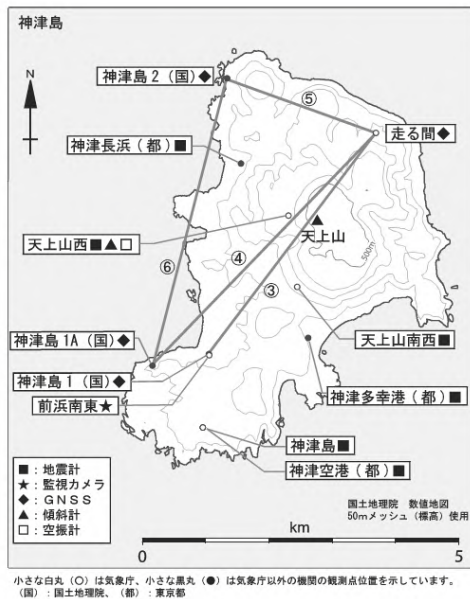 神津島
N
神津島2(国)◆
⑤
走る間◆
神津長浜(都)■
天上山西■▲□
天上山
500m
⑥
④
③
神津島1A(国)◆
天上山南西■
神津島1(国)◆
前浜南東★
神津多幸港(都)■
神津島■
神津空港(都)■
■:地震計
★:監視カメラ
◆:GNSS
▲:傾斜計
□:空振計
国土地理院 数値地図
50mメッシュ(標高)使用
km
0 5
小さな白丸(○)は気象庁、小さな黒丸(●)は気象庁以外の機関の観測点位置を示しています。
(国):国土地理院、(都):東京都